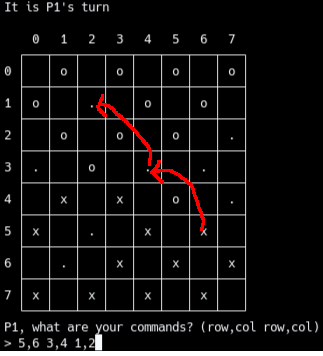 It is P1's turn
0 1 2 3 4 5 6 7
0 o o o o
1 o . o o
2 o o o .
3 . o . .
4 x x o .
5 x . x x
6 . x x x
7 x x x x
P1, what are your commands? (row,col row,col)
> 5,6 3,4 1,2